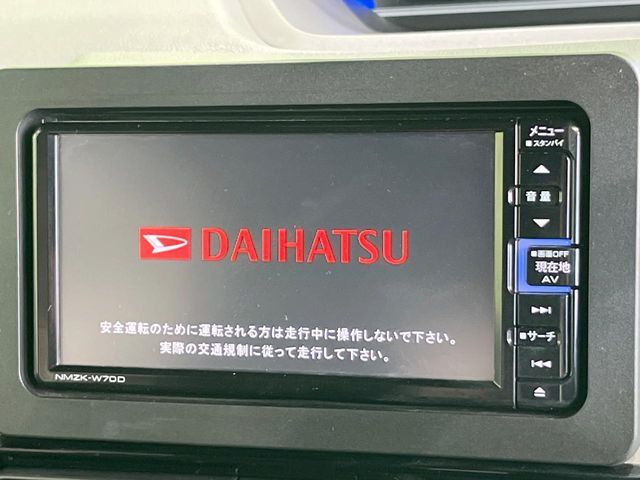 DAIHATSU
安全運転のために運転される方は走行中に操作しないで下さい。
実際の交通規制に従って走行して下さい。
NMZK-W70D
メニュー
■スタンバイ
音量
■画面OFF
現在地
AV
■サーチ